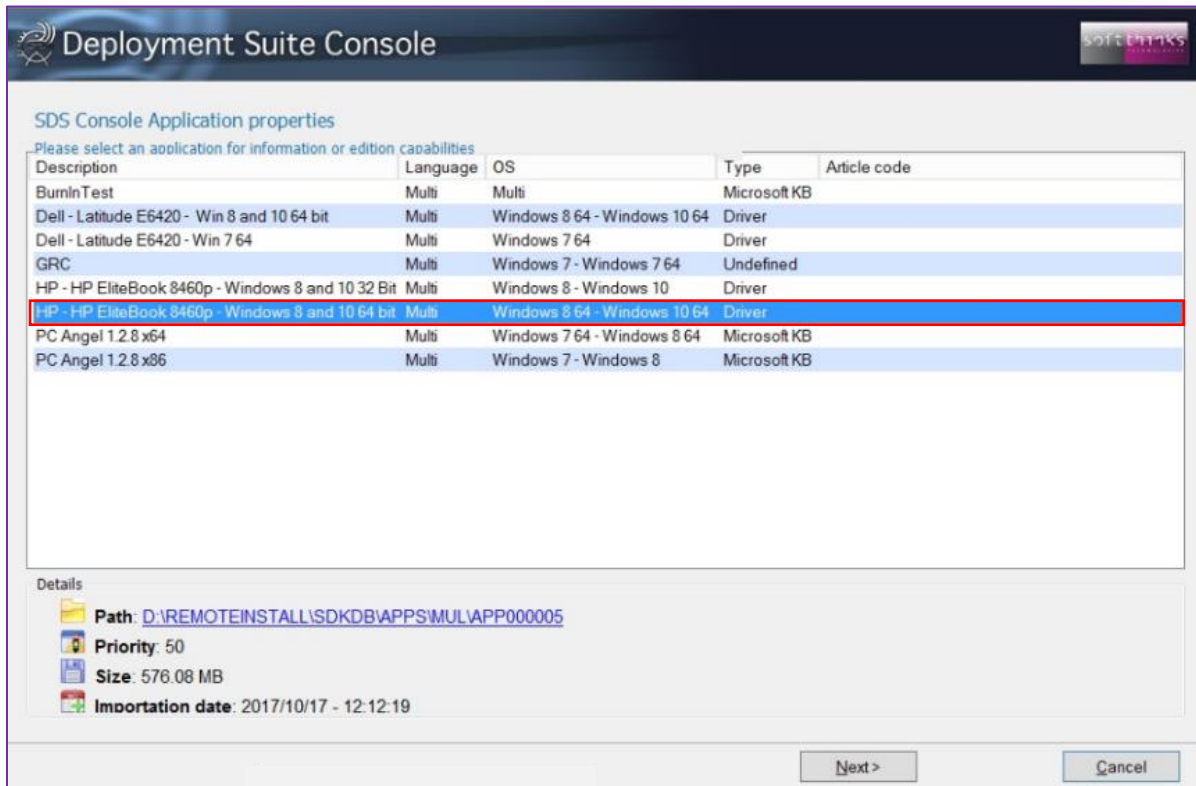 Deployment Suite Console
softthinks
SDS Console Application properties
Please select an application for information or edition capabilities
Description Language OS Type Article code
BurnInTest Multi Multi Microsoft KB
Dell - Latitude E6420 - Win 8 and 10 64 bit Multi Windows 8 64 - Windows 10 64 Driver
Dell - Latitude E6420 - Win 7 64 Multi Windows 7 64 Driver
GRC Multi Windows 7 - Windows 7 64 Undefined
HP - HP EliteBook 8460p - Windows 8 and 10 32 Bit Multi Windows 8 - Windows 10 Driver
HP - HP EliteBook 8460p - Windows 8 and 10 64 bit Multi Windows 8 64 - Windows 10 64 Driver
PC Angel 1.2.8 x64 Multi Windows 7 64 - Windows 8 64 Microsoft KB
PC Angel 1.2.8 x86 Multi Windows 7 - Windows 8 Microsoft KB
Details
Path: D:\REMOTEINSTALL\SDKDB\APPS\MUL\APP000005
Priority: 50
Size: 576.08 MB
Importation date: 2017/10/17 - 12:12:19
Next >
Cancel